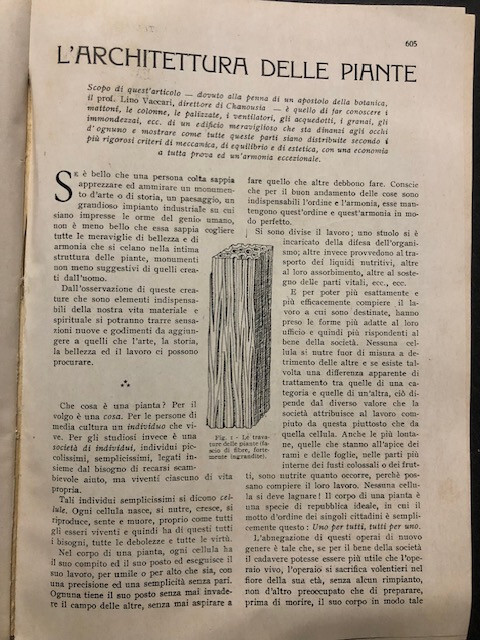 605
L'ARCHITETTURA DELLE PIANTE
Scopo di quest'articolo — dovuto alla penna di un apostolo della botanica,
il prof. Lino Vaccari, direttore di Chanousia — è quello di far conoscere i
mattoni, le colonne, le palizzate, i ventilatori, gli acquedotti, i granai, gli
immondezzai, ecc. di un edificio meraviglioso che sta dinanzi agli occhi
d'ognuno e mostrare come tutte queste parti siano distribuite secondo i
più rigorosi criteri di meccanica, di equilibrio e di estetica, con una economia
a tutta prova ed un'armonia eccezionale.
SE è bello che una persona colta sappia
apprezzare ed ammirare un monumen-
to d'arte o di storia, un paesaggio, un
grandioso impianto industriale su cui
siano impresse le orme del genio umano,
non è meno bello che essa sappia cogliere
tutte le meraviglie di bellezza e di
armonia che si celano nella intima
struttura delle piante, monumenti
non meno suggestivi di quelli crea-
ti dall'uomo.
Dall'osservazione di queste crea-
ture che sono elementi indispensa-
bili della nostra vita materiale e
spirituale si potranno trarre sensa-
zioni nuove e godimenti da aggiun-
gere a quelli che l'arte, la storia,
la bellezza ed il lavoro ci possono
procurare.
Che cosa è una pianta? Per il
volgo è una cosa. Per le persone di
media cultura un individuo che vi-
ve. Per gli studiosi invece è una
società di individui, individui pic-
colissimi, semplicissimi, legati in-
sieme dal bisogno di recarsi scam-
bievole aiuto, ma viventi ciascuno di vita
propria.
Tali individui semplicissimi si dicono cel-
lule. Ogni cellula nasce, si nutre, cresce, si
riproduce, sente e muore, proprio come tutti
gli esseri viventi e quindi ha di questi tutti
i bisogni, tutte le debolezze e tutte le virtù.
Nel corpo di una pianta, ogni cellula ha
il suo compito ed il suo posto ed eseguisce il
suo lavoro, per umile o per alto che sia, con
una precisione ed una semplicità senza pari.
Ognuna tiene il suo posto senza mai invade-
re il campo delle altre, senza mai aspirare a
Fig. 1 - Le trava-
ture delle piante (fa-
scio di fibre, forte-
mente ingrandite).
fare quello che altre debbono fare. Conscie
che per il buon andamento delle cose sono
indispensabili l'ordine e l'armonia, esse man-
tengono quest'ordine e quest'armonia in mo-
do perfetto.
Si sono divise il lavoro; uno stuolo si è
incaricato della difesa dell'organi-
smo; altre invece provvedono al tra-
sporto dei liquidi nutritivi, altre
al loro assorbimento, altre al soste-
gno delle parti vitali, ecc., ecc.
E per poter più esattamente e
più efficacemente compiere il la-
voro a cui sono destinate, hanno
preso le forme più adatte al loro
ufficio e quindi più rispondenti al
bene della società. Nessuna cel-
lula si nutre fuor di misura a de-
trimento delle altre e se esiste tal-
volta una differenza apparente di
trattamento tra quelle di una ca-
tegoria e quelle di un'altra, ciò di-
pende dal diverso valore che la
società attribuisce al lavoro com-
piuto da questa piuttosto che da
quella cellula. Anche le più lonta-
ne, quelle che stanno all'apice dei
rami e delle foglie, nelle parti più
interne dei fusti colossali o dei frut-
ti, sono nutrite quanto occorre, perchè pos-
sano compiere il loro lavoro. Nessuna cellu-
la si deve lagnare! Il corpo di una pianta è
una specie di repubblica ideale, in cui il
motto d'ordine dei singoli cittadini è sempli-
cemente questo: Uno per tutti, tutti per uno.
L'abnegazione di questi operai di nuovo
genere è tale che, se per il bene della società
il cadavere potesse essere più utile che l'ope-
raio vivo, l'operaio si sacrifica volentieri nel
fiore della sua età, senza alcun rimpianto,
non d'altro preoccupato che di preparare,
prima di morire, il suo corpo in modo tale